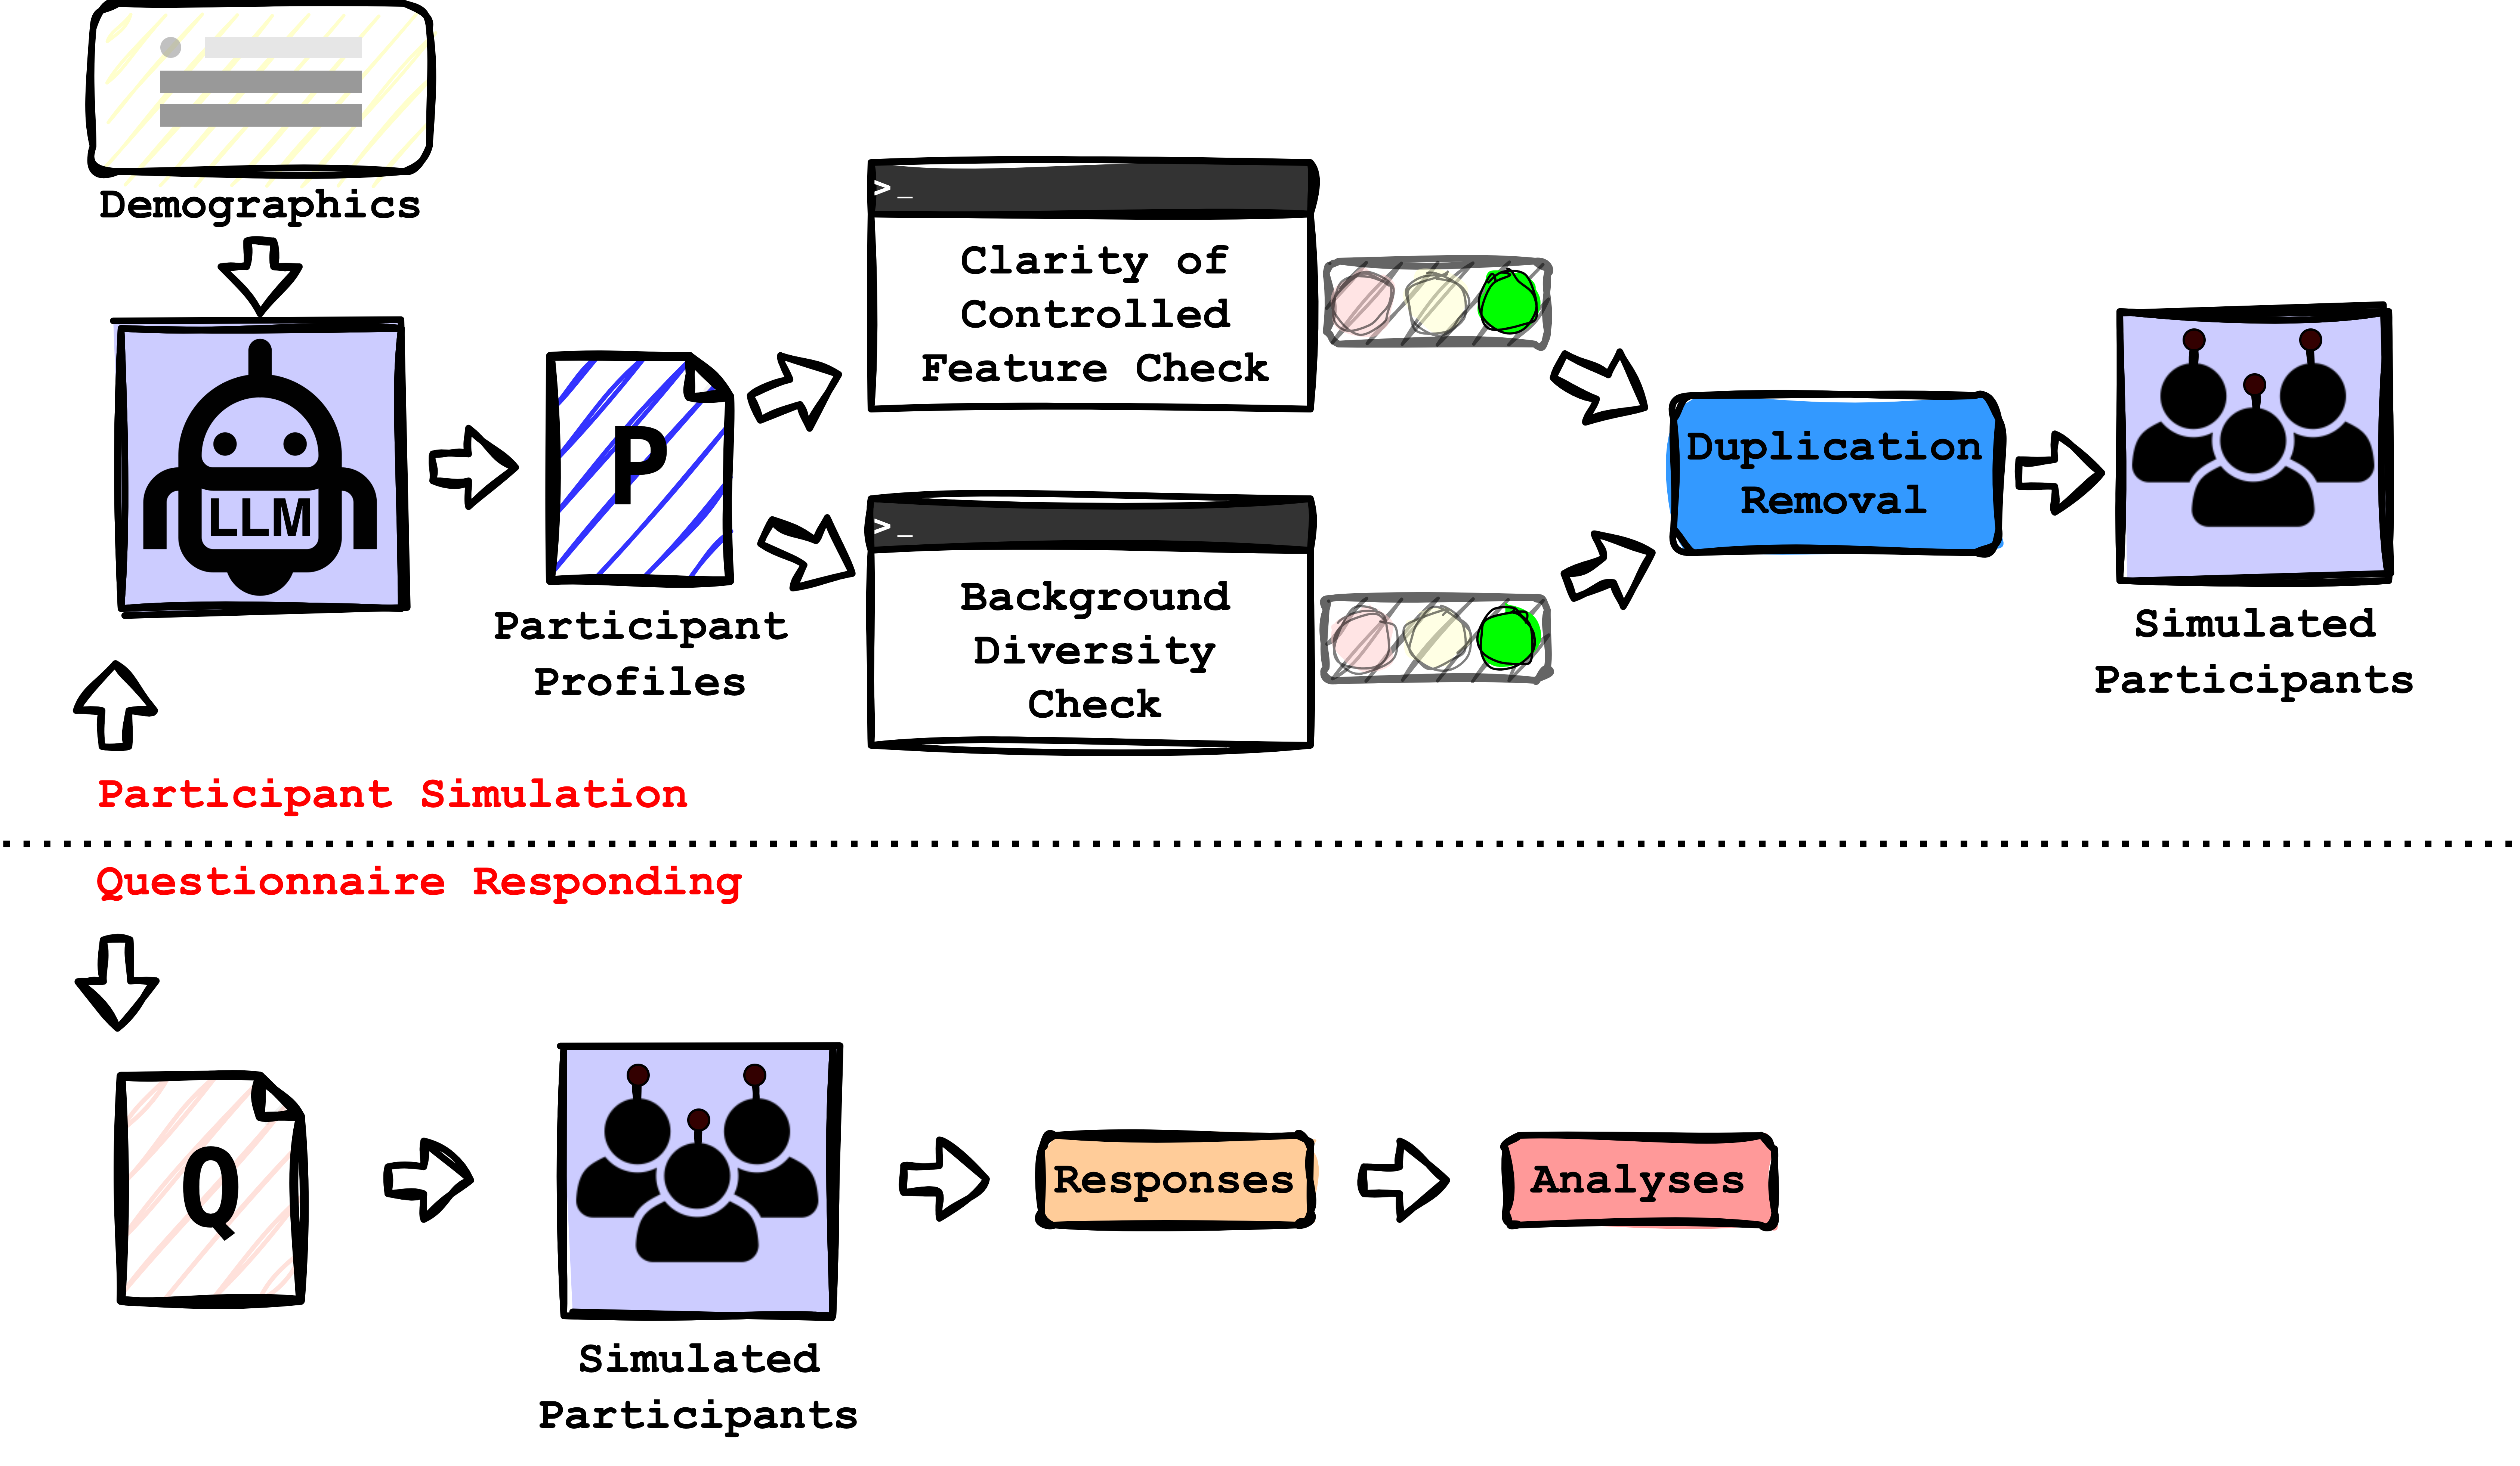 Demographics
LLM
P
Participant
Profiles
>_
Clarity of
Controlled
Feature Check
>_
Background
Diversity
Check
Duplication
Removal
Simulated
Participants
Participant Simulation
Questionnaire Responding
Q
Simulated
Participants
Responses
Analyses